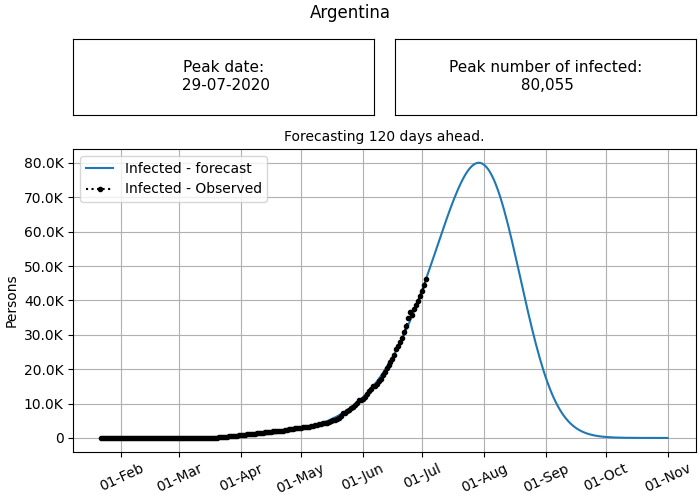 Argentina
Peak date:
29-07-2020
Peak number of infected:
80,055
Forecasting 120 days ahead.
Infected - forecast
Infected - Observed
80.0K
70.0K
60.0K
50.0K
40.0K
30.0K
20.0K
10.0K
0
Persons
01-Feb
01-Mar
01-Apr
01-May
01-Jun
01-Jul
01-Aug
01-Sep
01-Oct
01-Nov